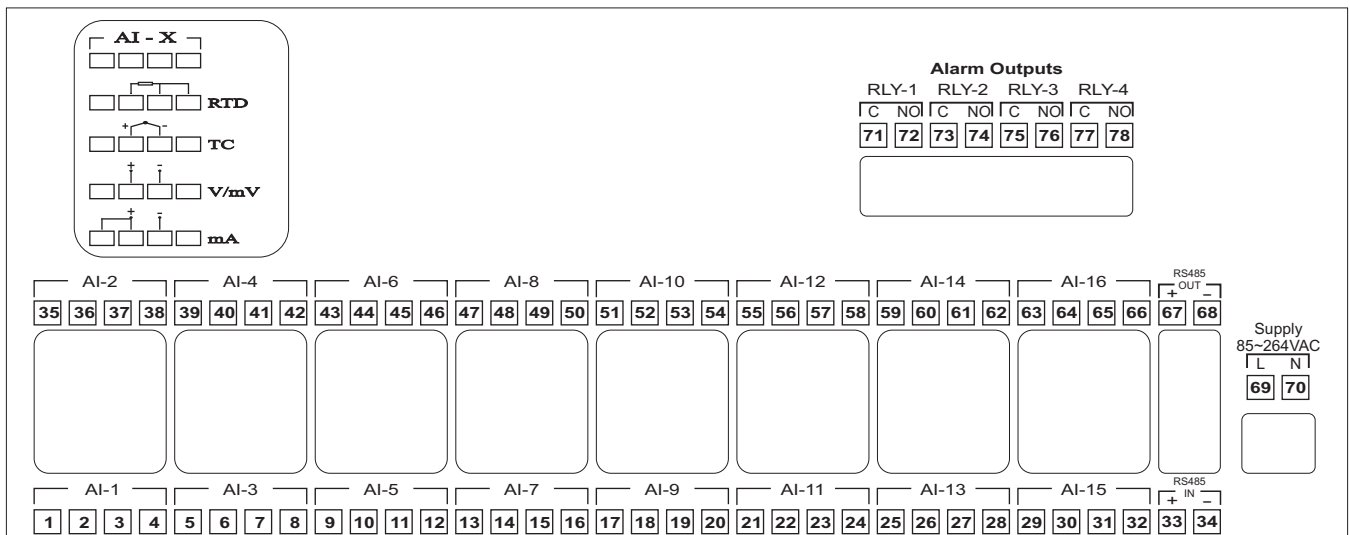 AI - X
RTD
+ -
TC
+ -
V/mV
+ -
mA
Alarm Outputs
RLY-1 RLY-2 RLY-3 RLY-4
C NO C NO C NO C NO
71 72 73 74 75 76 77 78
AI-2 AI-4 AI-6 AI-8 AI-10 AI-12 AI-14 AI-16 RS485
OUT
+ -
35 36 37 38 39 40 41 42 43 44 45 46 47 48 49 50 51 52 53 54 55 56 57 58 59 60 61 62 63 64 65 66 67 68
Supply
85~264VAC
L N
69 70
AI-1 AI-3 AI-5 AI-7 AI-9 AI-11 AI-13 AI-15 RS485
IN
+ -
1 2 3 4 5 6 7 8 9 10 11 12 13 14 15 16 17 18 19 20 21 22 23 24 25 26 27 28 29 30 31 32 33 34